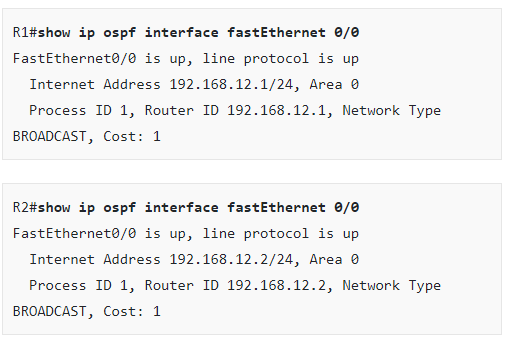 R1#show ip ospf interface fastEthernet 0/0
FastEthernet0/0 is up, line protocol is up
  Internet Address 192.168.12.1/24, Area 0
  Process ID 1, Router ID 192.168.12.1, Network Type
BROADCAST, Cost: 1
R2#show ip ospf interface fastEthernet 0/0
FastEthernet0/0 is up, line protocol is up
  Internet Address 192.168.12.2/24, Area 0
  Process ID 1, Router ID 192.168.12.2, Network Type
BROADCAST, Cost: 1